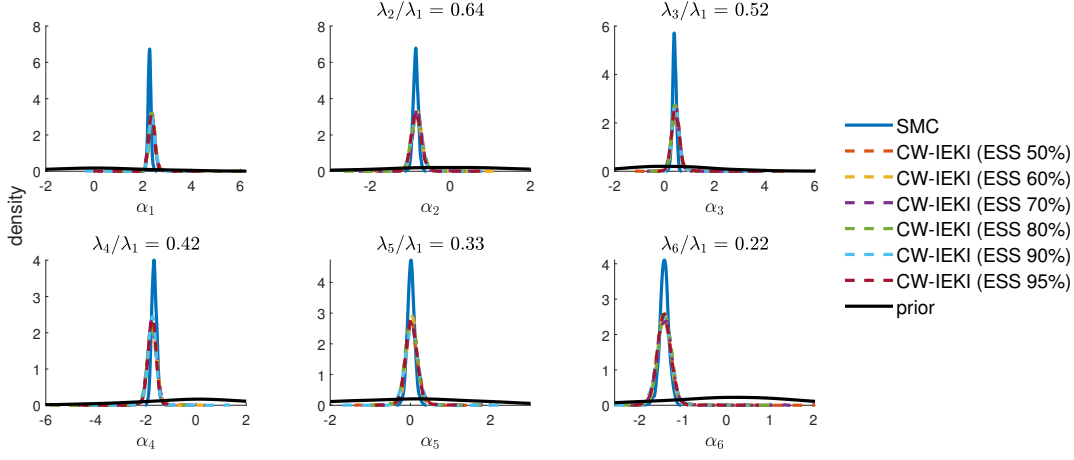 λ2/λ1 = 0.64
λ3/λ1 = 0.52
8
6
4
2
0
-2 0 2 4 6
α1
8
6
4
2
0
-2 -1 0 1 2
α2
6
4
2
0
-2 0 2 4 6
α3
density
λ4/λ1 = 0.42
λ5/λ1 = 0.33
λ6/λ1 = 0.22
4
3
2
1
0
-6 -4 -2 0 2
α4
4
3
2
1
0
-2 0 2
α5
4
3
2
1
0
-2 -1 0 1 2
α6
SMC
CW-IEKI (ESS 50%)
CW-IEKI (ESS 60%)
CW-IEKI (ESS 70%)
CW-IEKI (ESS 80%)
CW-IEKI (ESS 90%)
CW-IEKI (ESS 95%)
prior